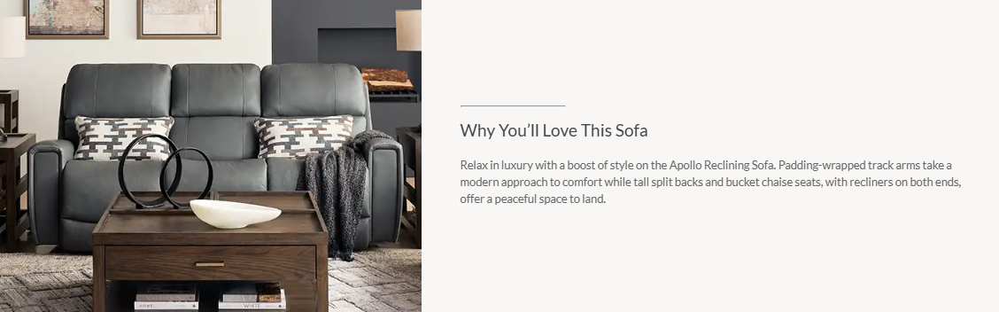 Why You'll Love This Sofa
Relax in luxury with a boost of style on the Apollo Reclining Sofa. Padding-wrapped track arms take a
modern approach to comfort while tall split backs and bucket chaise seats, with recliners on both ends,
offer a peaceful space to land.
HOME
WHITE